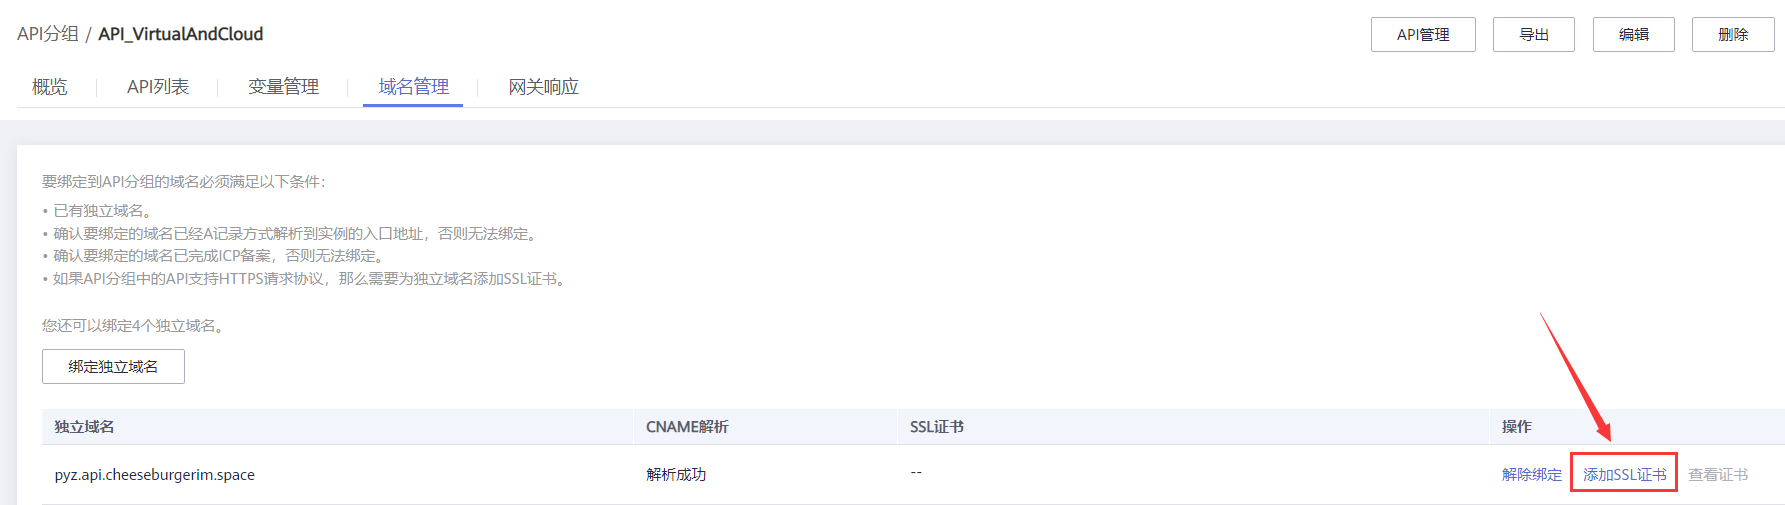 API分组 / API_VirtualAndCloud
API管理 导出 编辑 删除
概览 API列表 变量管理 域名管理 网关响应
要绑定到API分组的域名必须满足以下条件：
• 已有独立域名。
• 确认要绑定的域名已经A记录方式解析到实例的入口地址，否则无法绑定。
• 确认要绑定的域名已完成ICP备案，否则无法绑定。
• 如果API分组中的API支持HTTPS请求协议，那么需要为独立域名添加SSL证书。
您还可以绑定4个独立域名。
绑定独立域名
独立域名 CNAME解析 SSL证书 操作
pyz.api.cheeseburgerim.space 解析成功 -- 解除绑定 添加SSL证书 查看证书